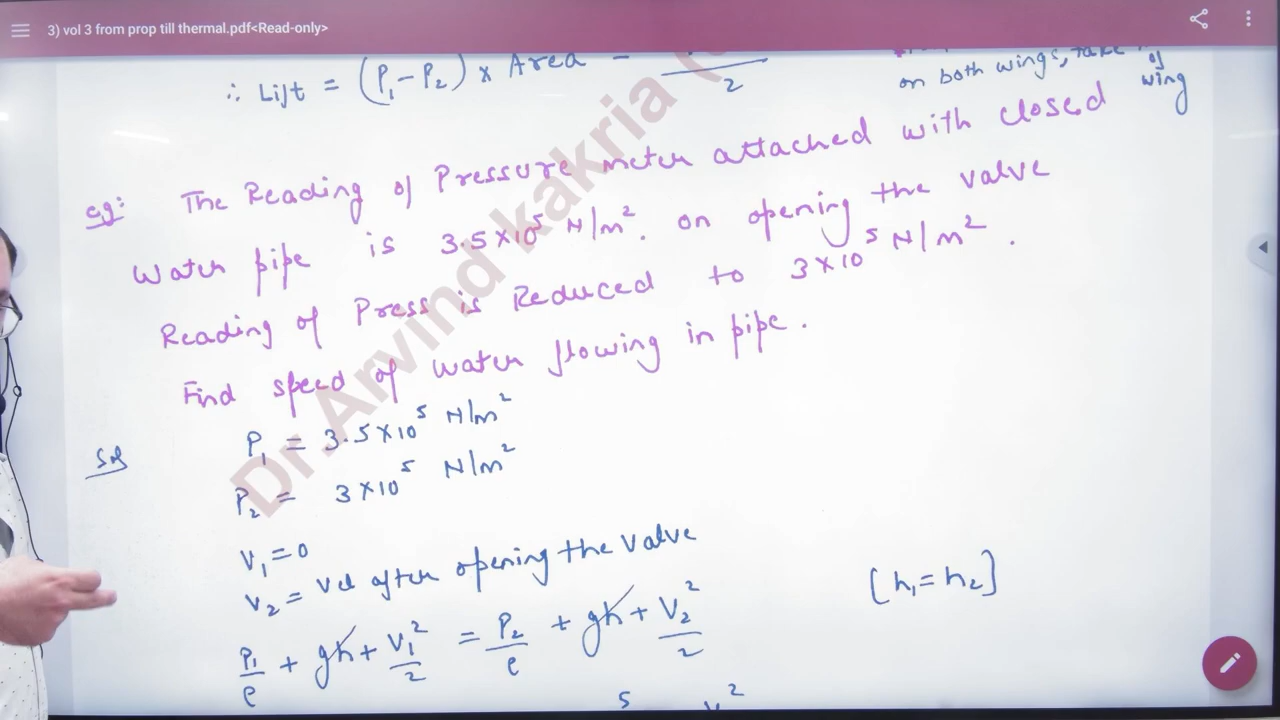 3) vol 3 from prop till thermal.pdf<Read-only>
∴ Lift = (P₁-P₂) x Area -
2
on both wings, take
of
wing
eg: The Reading of Pressure meter attached with closed
water pipe is 3.5×10⁵ N/m². on opening the valve
Reading of Press is Reduced to 3×10⁵ N/m².
Find speed of water flowing in pipe.
Sol
P₁ = 3.5×10⁵ N/m²
P₂ = 3×10⁵ N/m²
V₁=0
V₂= Vel after opening the valve
P₁/ρ + gh + V₁²/2 = P₂/ρ + gh + V₂²/2 [h₁=h₂]
Dr. Arvind kakria